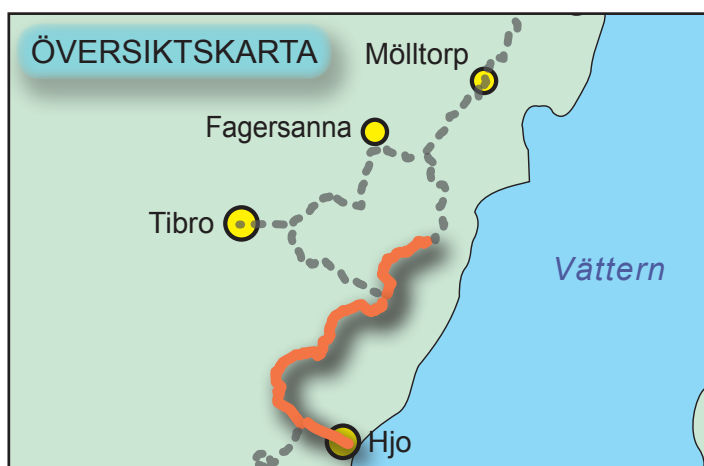 ÖVERSIKTSKARTA
Mölltorp
Fagersanna
Tibro
Vättern
Hjo